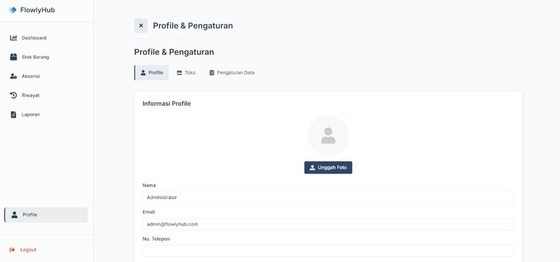 FlowlyHub
Dashboard
Stok Barang
Absensi
Riwayat
Laporan
Profile
Logout
Profile & Pengaturan
Profile & Pengaturan
Profile
Toko
Pengaturan Data
Informasi Profile
Unggah Foto
Name
Administrator
Email
admin@flowlyhub.com
No. Telepon